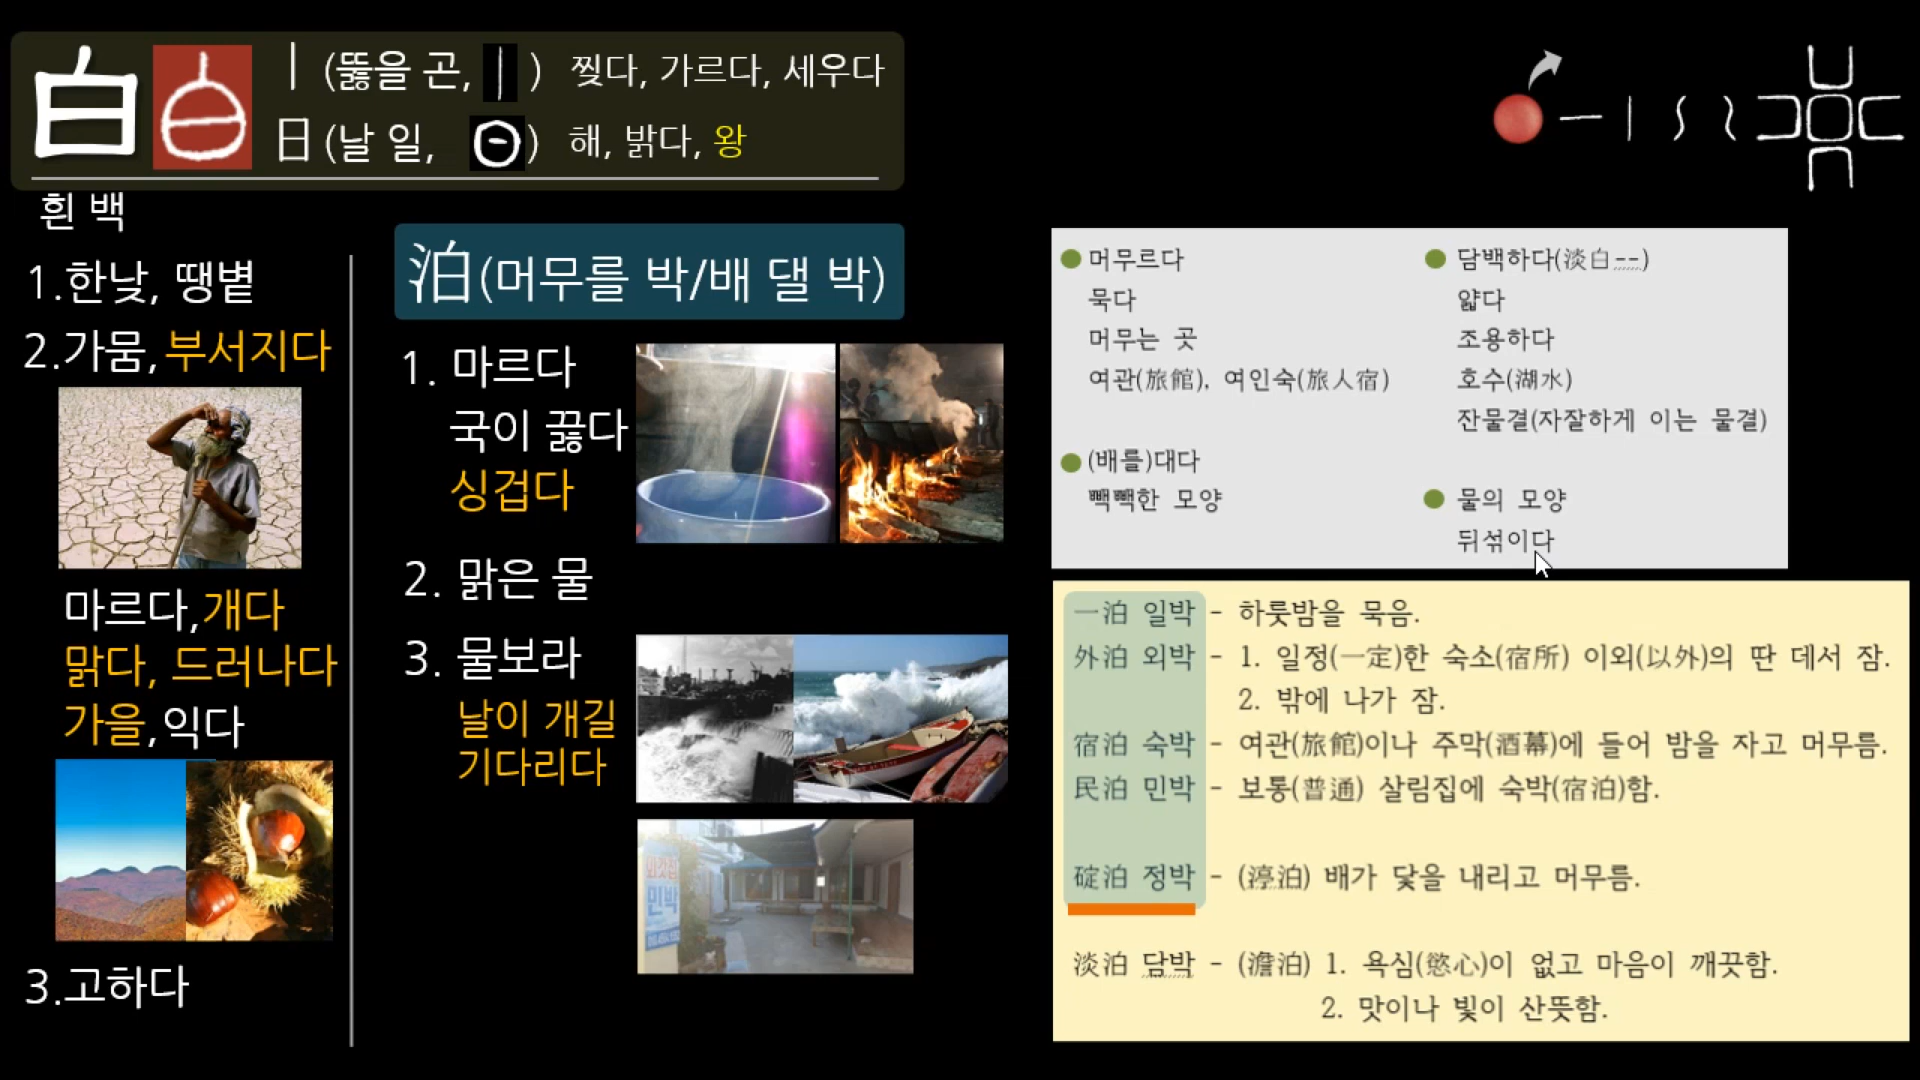 白 丨 (뚫을 곤, 丨) 찢다, 가르다, 세우다
日 (날 일, ) 해, 밝다, 왕
흰 백
1.한낮, 땡볕
2.가뭄,부서지다
마르다,개다
맑다, 드러나다
가을,익다
3.고하다
泊(머무를 박/배 댈 박)
1. 마르다
국이 끓다
싱겁다
2. 맑은 물
3. 물보라
날이 개길
기다리다
민박
머무르다
묵다
머무는 곳
여관(旅館), 여인숙(旅人宿)
(배를)대다
빽빽한 모양
담백하다(淡白--)
얇다
조용하다
호수(湖水)
잔물결(자잘하게 이는 물결)
물의 모양
뒤섞이다
一泊 일박 - 하룻밤을 묵음.
外泊 외박 - 1. 일정(一定)한 숙소(宿所) 이외(以外)의 딴 데서 잠.
2. 밖에 나가 잠.
宿泊 숙박 - 여관(旅館)이나 주막(酒幕)에 들어 밤을 자고 머무름.
民泊 민박 - 보통(普通) 살림집에 숙박(宿泊)함.
碇泊 정박 - (渟泊) 배가 닻을 내리고 머무름.
淡泊 담박 - (澹泊) 1. 욕심(慾心)이 없고 마음이 깨끗함.
2. 맛이나 빛이 산뜻함.